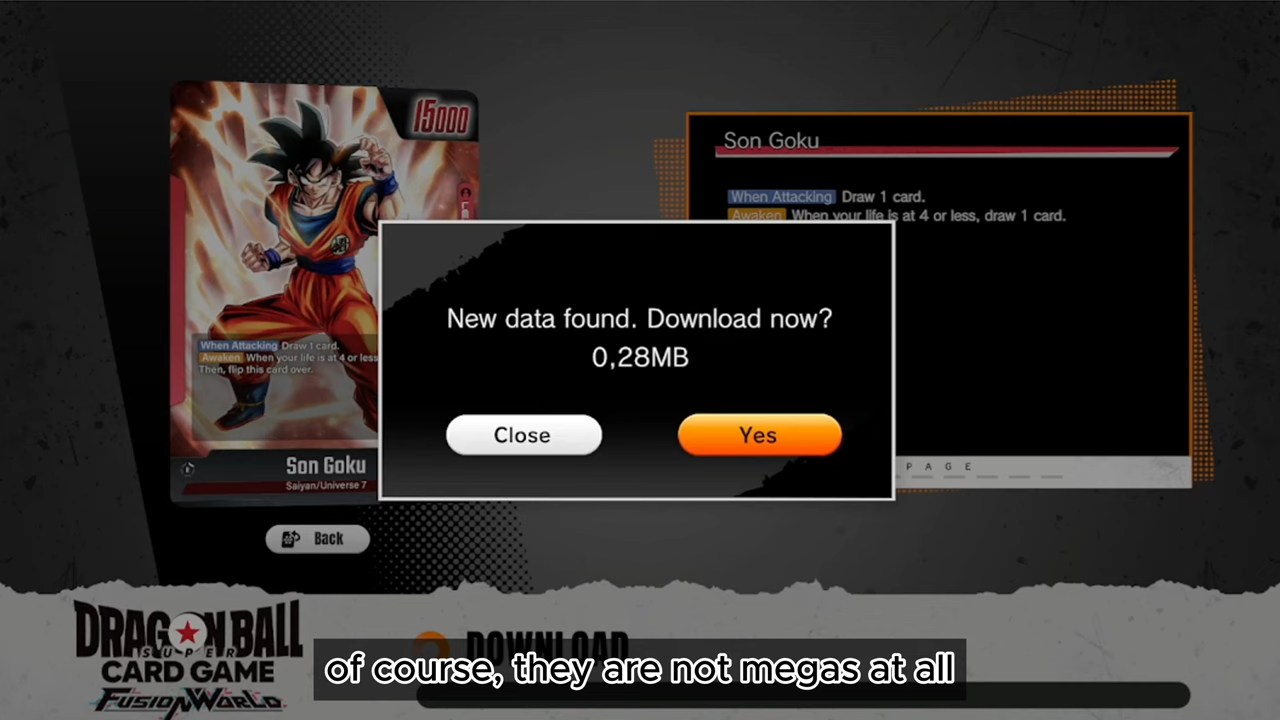 15000
LE
When Attacking Draw 1 card.
Awaken When your life is at 4 or less
Then, flip this card over.
Son Goku
Saiyan/Universe 7
Back
Son Goku
When Attacking Draw 1 card.
Awaken When your life is at 4 or less, draw 1 card.
PAGE
New data found. Download now?
0,28MB
Close
Yes
DRAGON BALL
SUPER
CARD GAME
FUSION WORLD
DOWNLOAD
of course, they are not megas at all